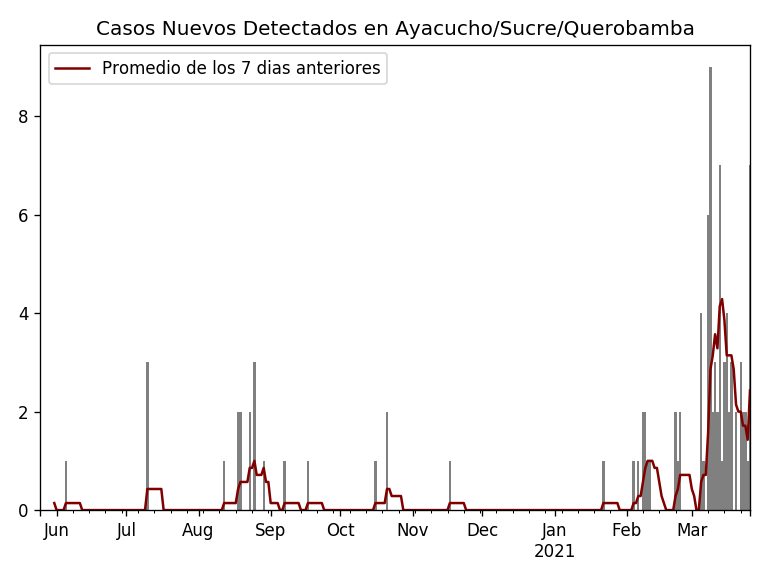 Casos Nuevos Detectados en Ayacucho/Sucre/Querobamba
Promedio de los 7 dias anteriores
8
6
4
2
0
Jun Jul Aug Sep Oct Nov Dec Jan Feb Mar
2021